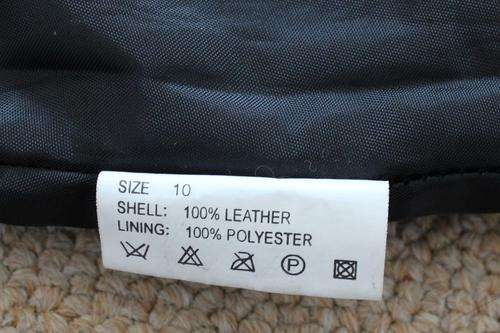 SIZE 10
SHELL: 100% LEATHER
LINING: 100% POLYESTER
P